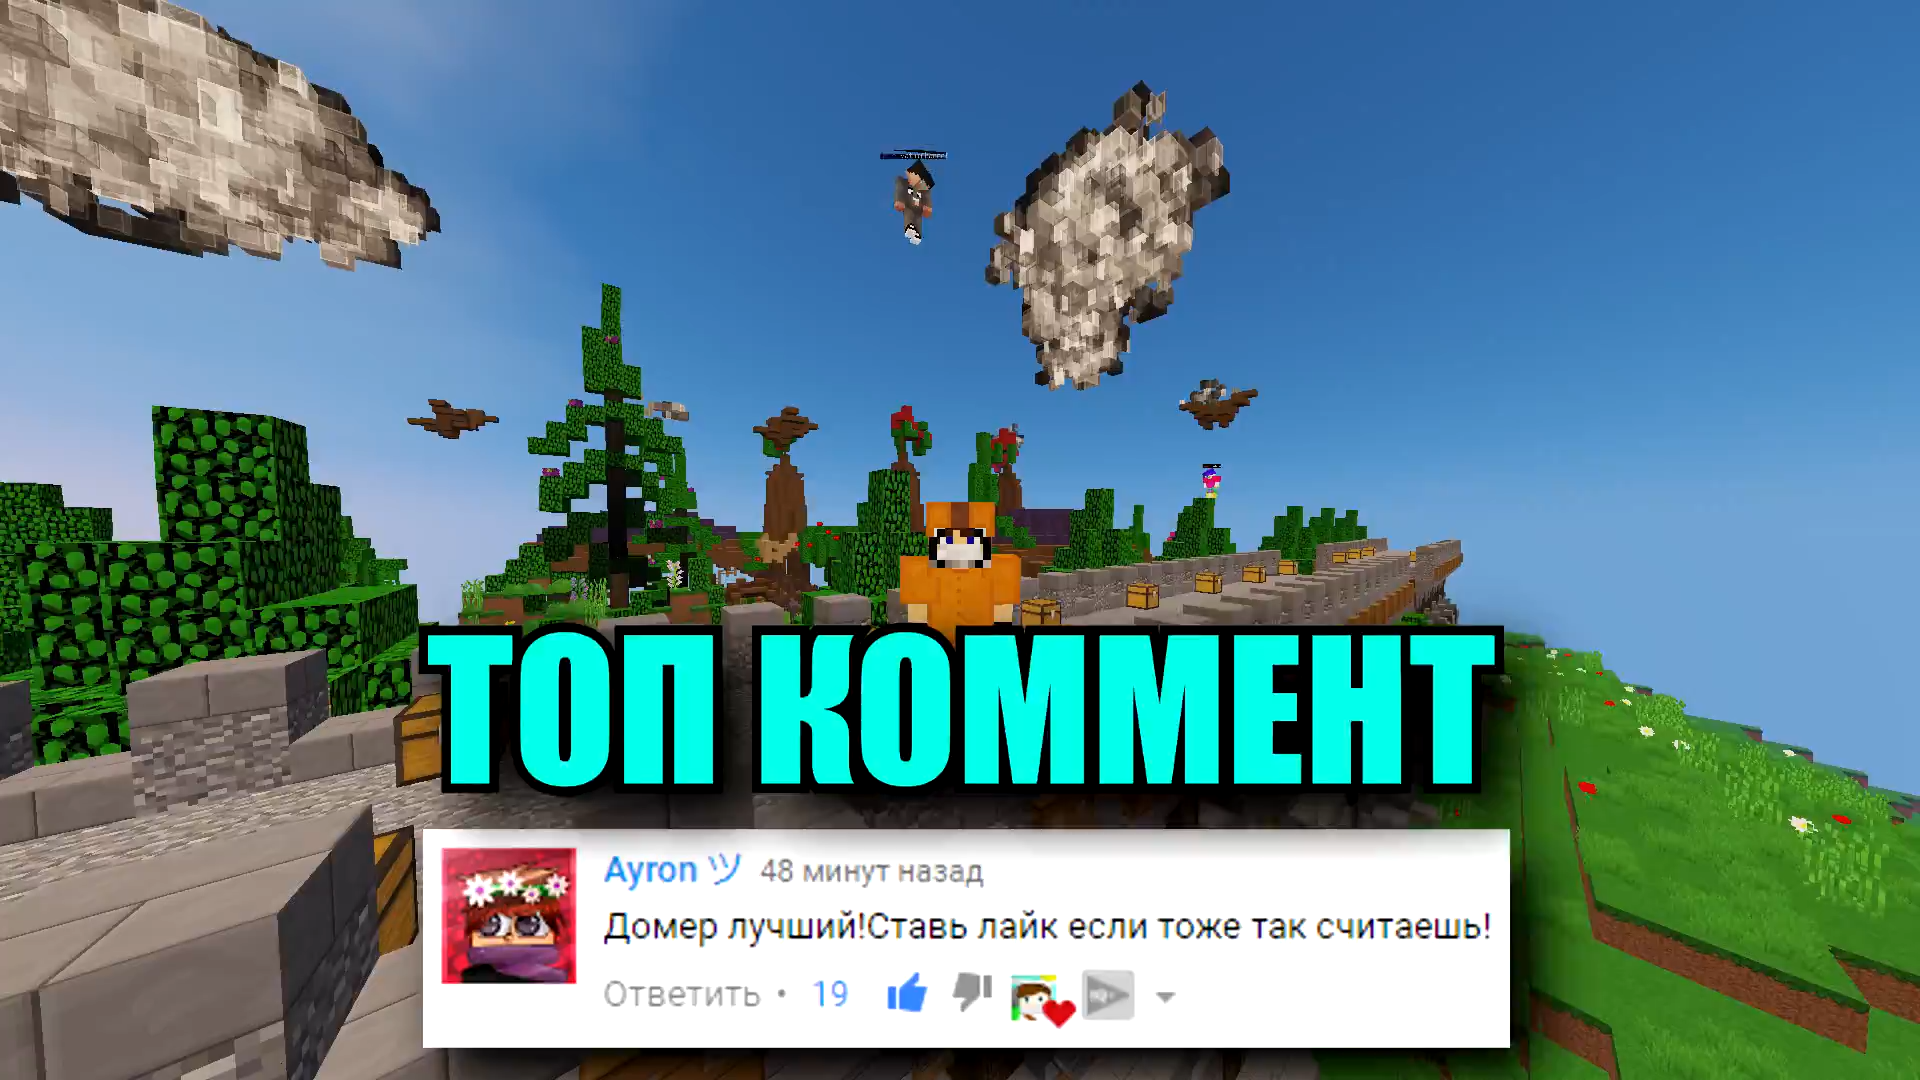 ТОП КОММЕНТ
Ayron ツ 48 минут назад
Домер лучший!Ставь лайк если тоже так считаешь!
Ответить • 19